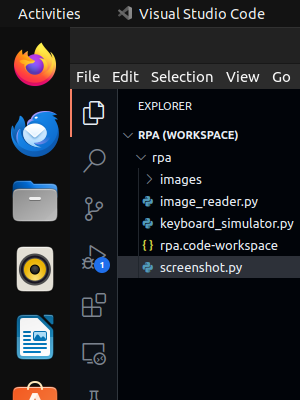 Activities Visual Studio Code
File Edit Selection View Go
EXPLORER
RPA (WORKSPACE)
rpa
images
image_reader.py
keyboard_simulator.py
{} rpa.code-workspace
1
screenshot.py